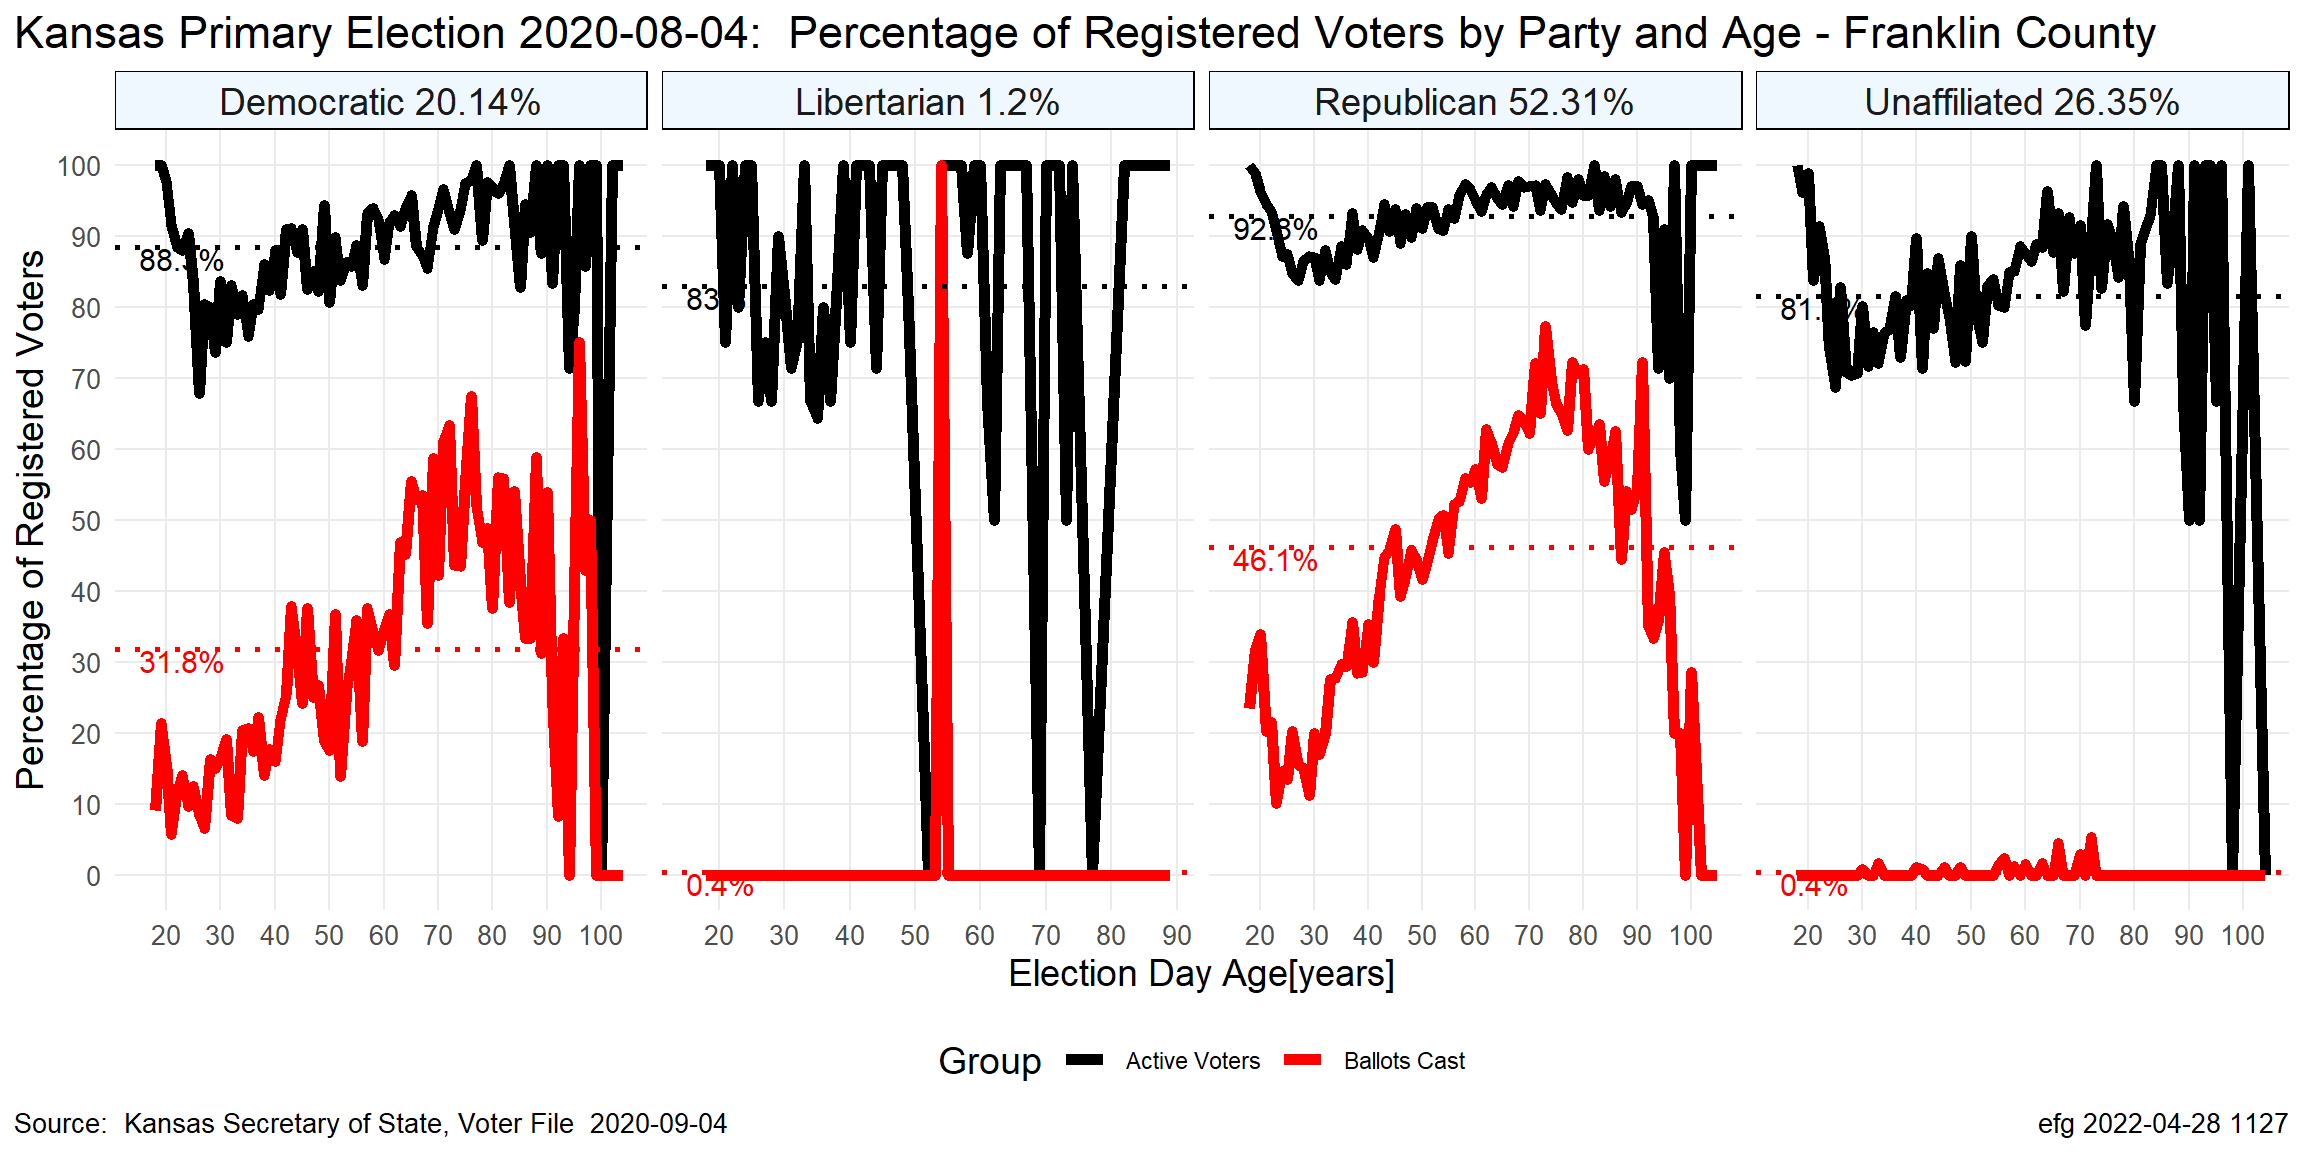 Kansas Primary Election 2020-08-04:  Percentage of Registered Voters by Party and Age - Franklin County
Democratic 20.14%
Libertarian 1.2%
Republican 52.31%
Unaffiliated 26.35%
Percentage of Registered Voters
100
90
80
70
60
50
40
30
20
10
0
31.8%
0.4%
92.8%
46.1%
0.4%
20 30 40 50 60 70 80 90 100
20 30 40 50 60 70 80 90
20 30 40 50 60 70 80 90 100
20 30 40 50 60 70 80 90 100
Election Day Age[years]
Group Active Voters Ballots Cast
Source:  Kansas Secretary of State, Voter File  2020-09-04
efg 2022-04-28 1127